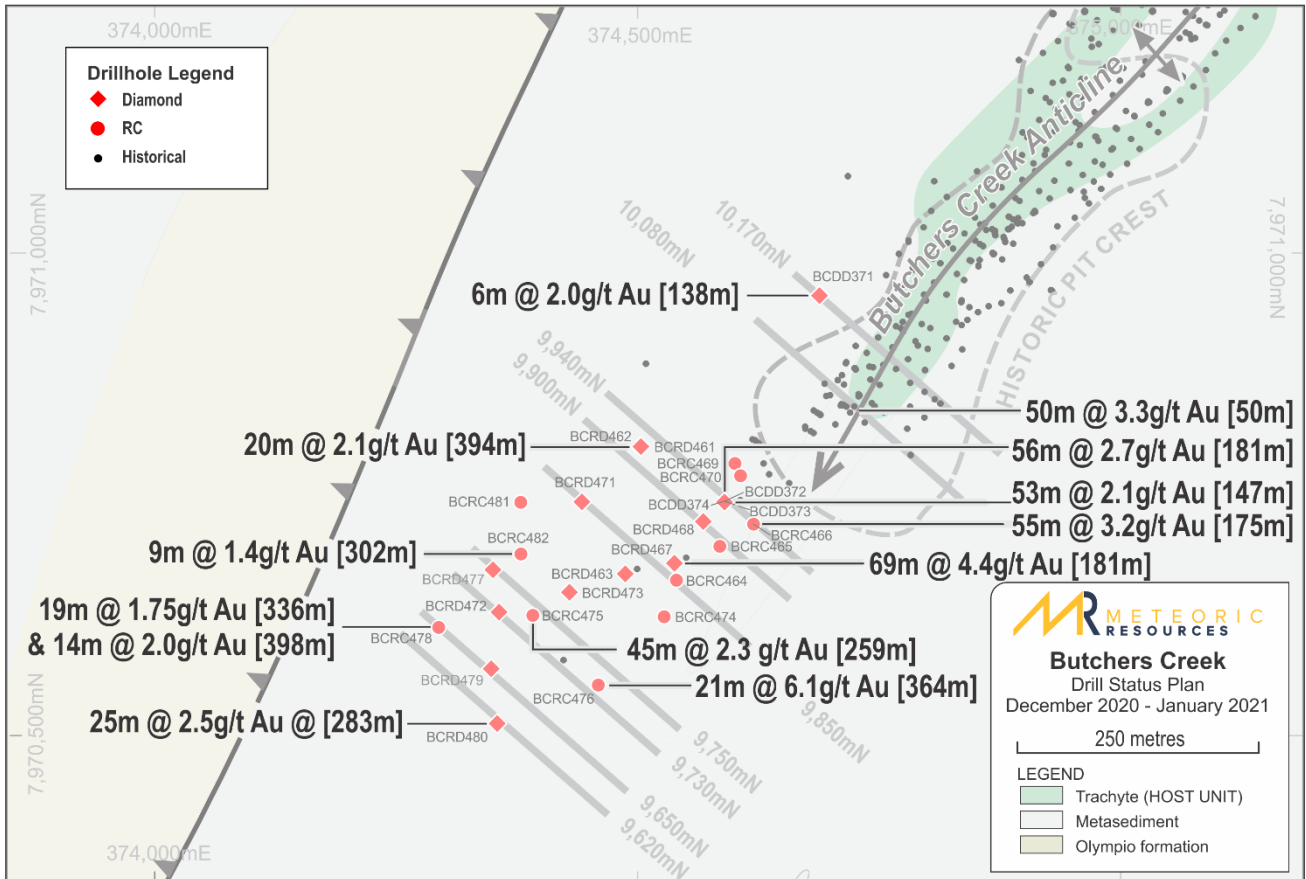 374,000mE
374,500mE
375,000mE
Drillhole Legend
Diamond
RC
Historical
7,971,000mN
7,971,000mN
Butchers Creek Anticline
HISTORIC PIT CREST
10,170mN
10,080mN
BCDD371
6m @ 2.0g/t Au [138m]
9,940mN
9,900mN
50m @ 3.3g/t Au [50m]
20m @ 2.1g/t Au [394m]
BCRD462
BCRD461
56m @ 2.7g/t Au [181m]
BCRC469
BCRC470
BCRD471
BCDD372
BCDD374
BCDD373
53m @ 2.1g/t Au [147m]
BCRC481
BCRD468
BCRC466
55m @ 3.2g/t Au [175m]
BCRC482
BCRC465
9m @ 1.4g/t Au [302m]
BCRD467
69m @ 4.4g/t Au [181m]
BCRD477
BCRD463
BCRC464
BCRD473
19m @ 1.75g/t Au [336m]
& 14m @ 2.0g/t Au [398m]
BCRD472
BCRC475
BCRC474
BCRC478
45m @ 2.3 g/t Au [259m]
BCRD479
BCRC476
21m @ 6.1g/t Au [364m]
25m @ 2.5g/t Au @ [283m]
BCRD480
9,850mN
9,750mN
9,730mN
9,650mN
9,620mN
7,970,500mN
374,000mE
METEORIC
RESOURCES
Butchers Creek
Drill Status Plan
December 2020 - January 2021
250 metres
LEGEND
Trachyte (HOST UNIT)
Metasediment
Olympio formation